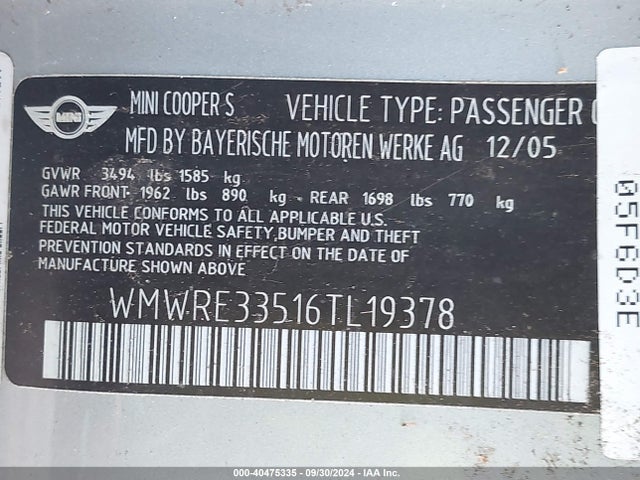 MINI
MINI COOPER S VEHICLE TYPE: PASSENGER
MFD BY BAYERISCHE MOTOREN WERKE AG 12/05
GVWR 3494 lbs 1585 kg
GAWR FRONT· 1962 lbs 890 kg - REAR 1698 lbs 770 kg
THIS VEHICLE CONFORMS TO ALL APPLICABLE U.S.
FEDERAL MOTOR VEHICLE SAFETY,BUMPER AND THEFT
PREVENTION STANDARDS IN EFFECT ON THE DATE OF
MANUFACTURE SHOWN ABOVE
WMWRE33516TL19378
05F6D3E
000-40475335 - 09/30/2024 - IAA Inc.